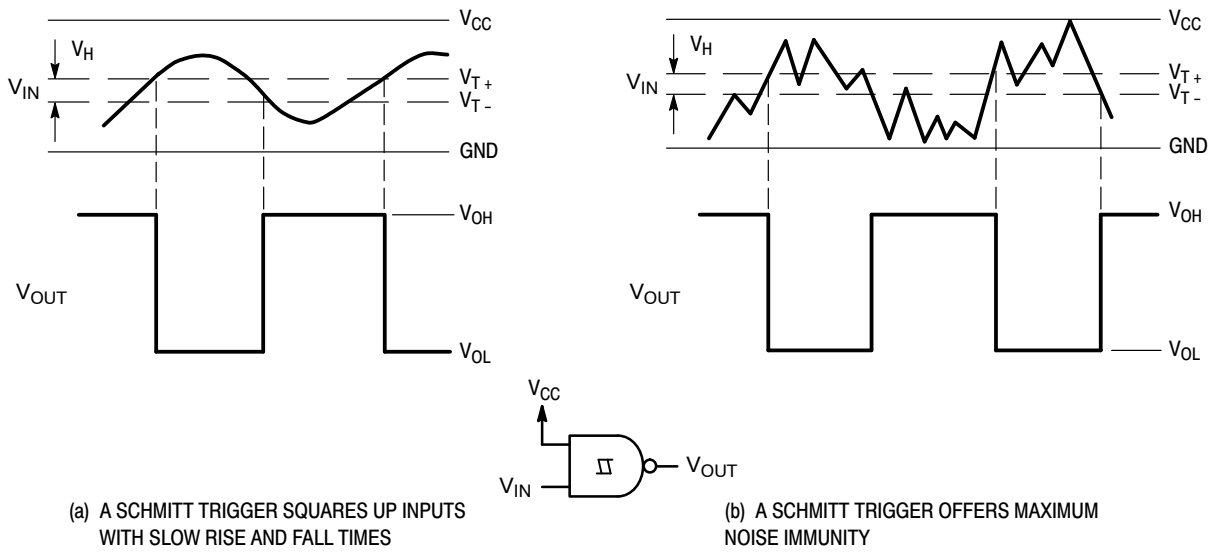 V_CC
V_H
V_IN
V_T+
V_T-
GND
V_OH
V_OUT
V_OL
V_CC
V_H
V_IN
V_T+
V_T-
GND
V_OH
V_OUT
V_OL
V_CC
V_IN
V_OUT
(a) A SCHMITT TRIGGER SQUARES UP INPUTS
WITH SLOW RISE AND FALL TIMES
(b) A SCHMITT TRIGGER OFFERS MAXIMUM
NOISE IMMUNITY